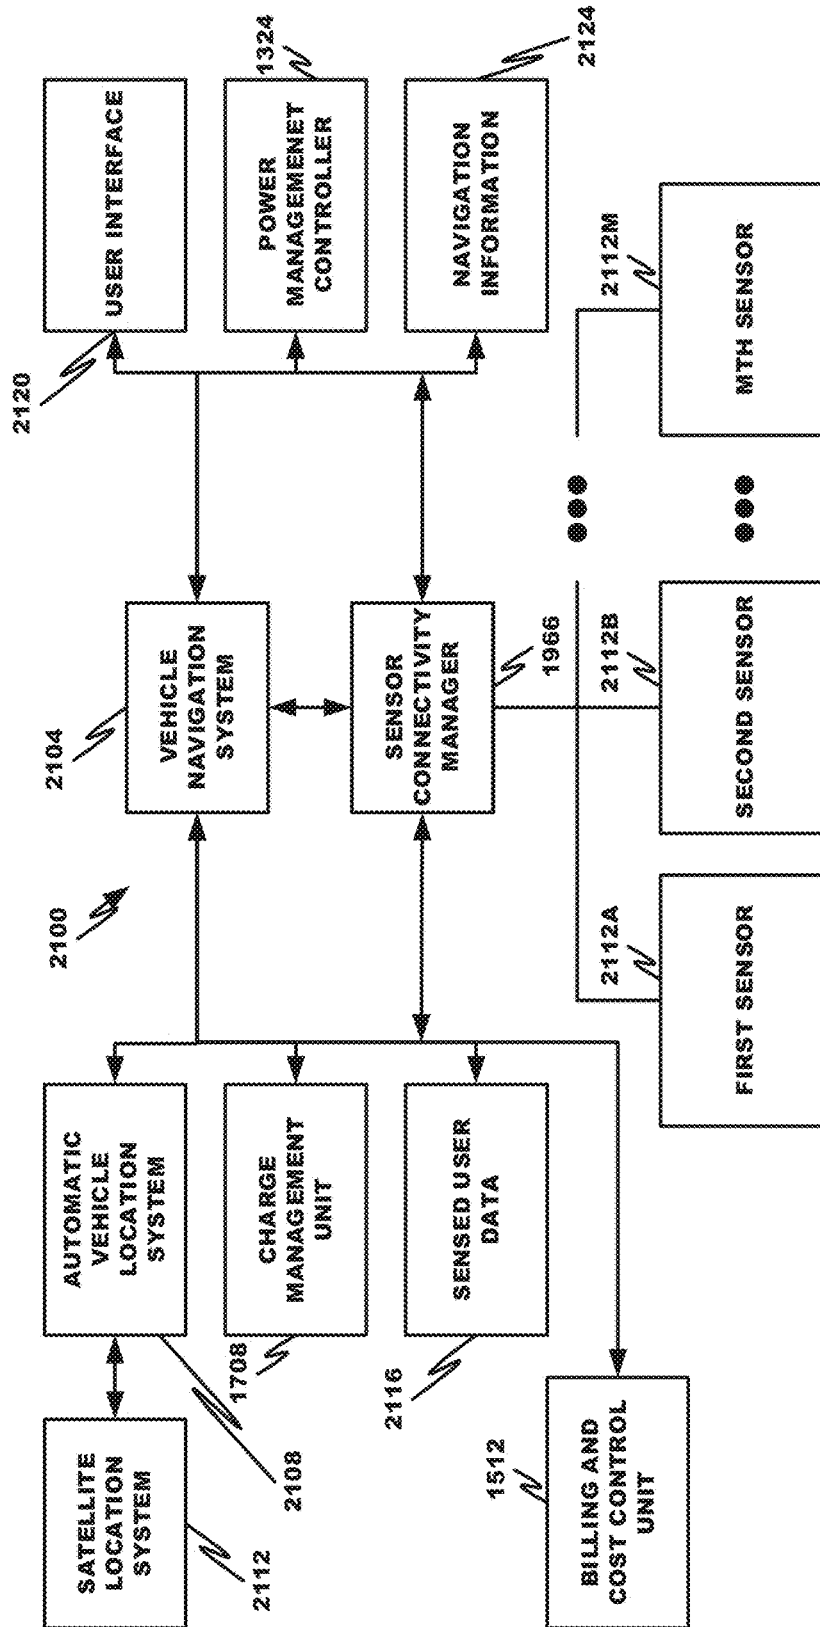 SATELLITE
LOCATION
SYSTEM
2112
AUTOMATIC
VEHICLE
LOCATION
SYSTEM
2108
CHARGE
MANAGEMENT
UNIT
1708
SENSED USER
DATA
2116
BILLING AND
COST CONTROL
UNIT
1512
2100
VEHICLE
NAVIGATION
SYSTEM
2104
SENSOR
CONNECTIVITY
MANAGER
1966
USER INTERFACE
2120
POWER
MANAGEMENET
CONTROLLER
1324
NAVIGATION
INFORMATION
2124
FIRST SENSOR
2112A
SECOND SENSOR
2112B
MTH SENSOR
2112M